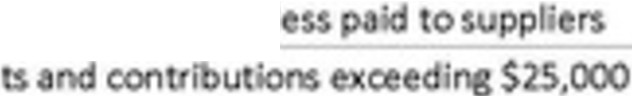 ess paid to suppliers
ts and contributions exceeding $25,000